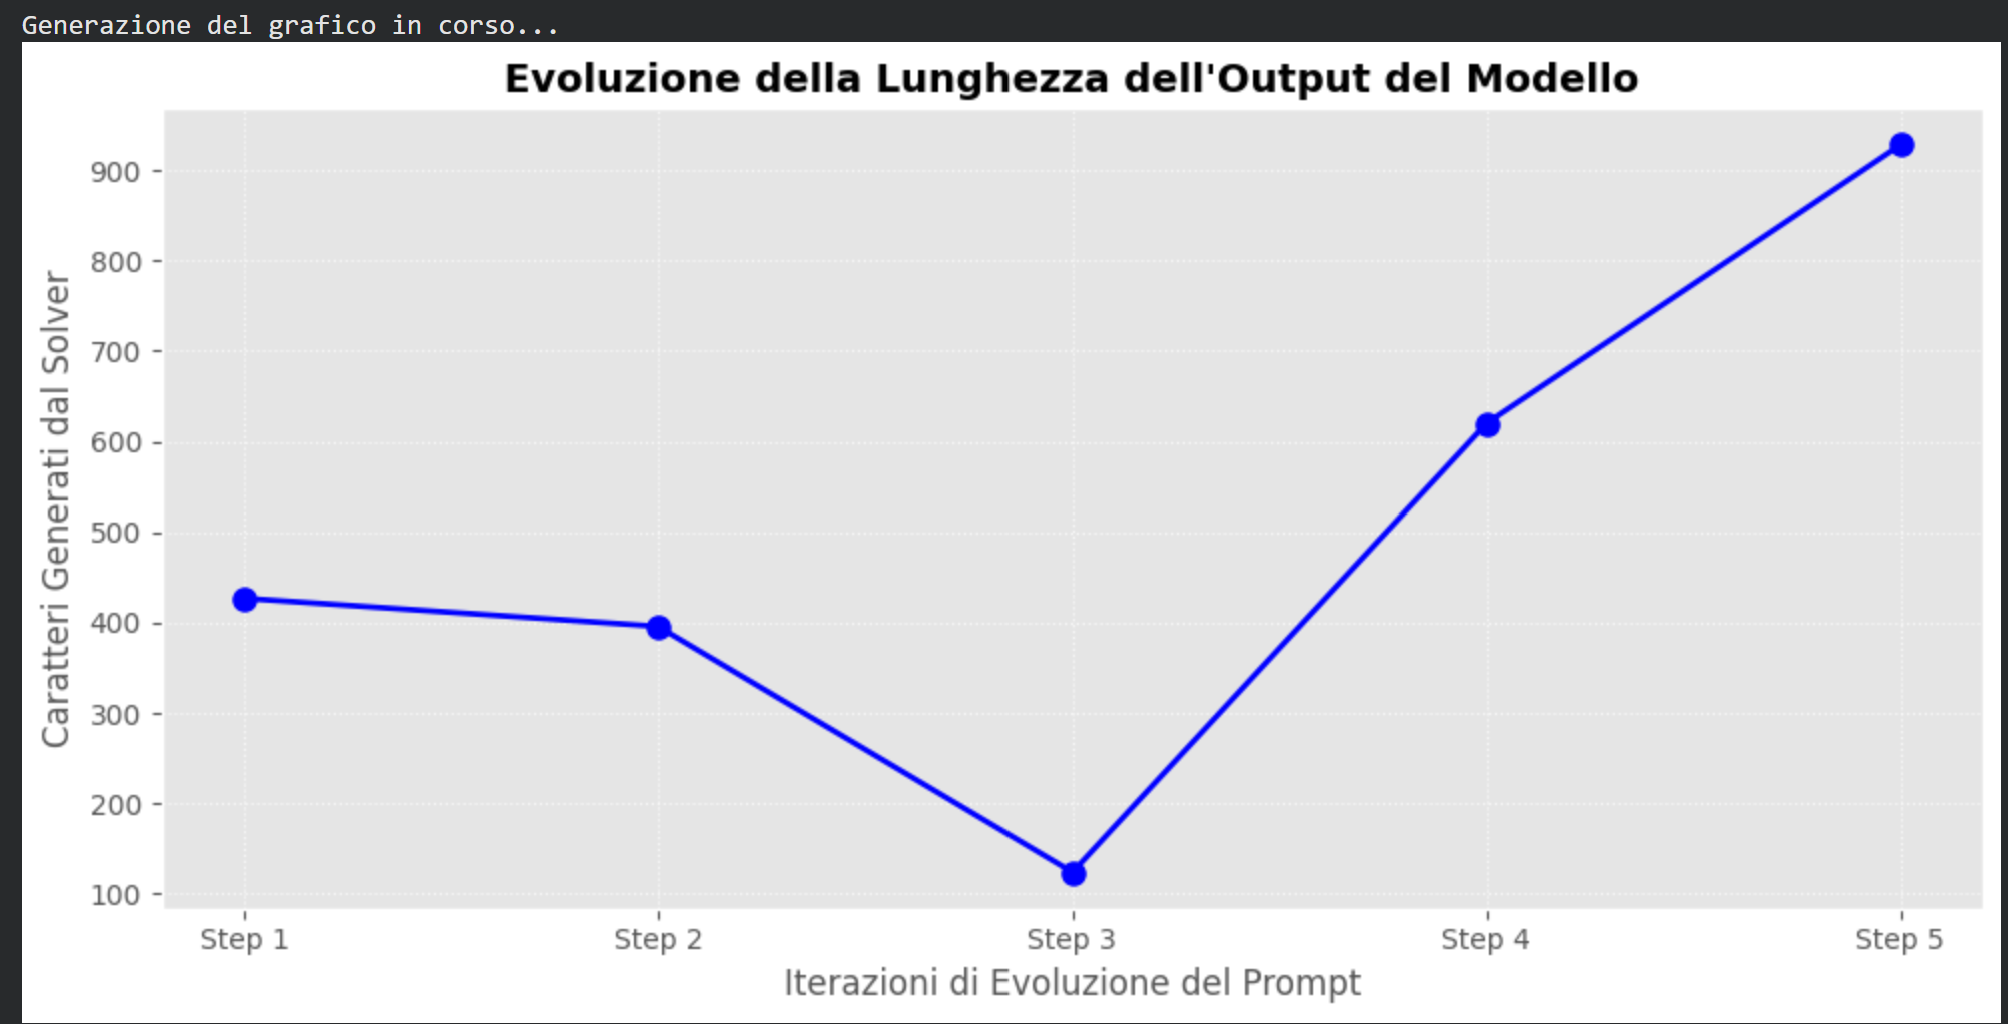 Generazione del grafico in corso...
Evoluzione della Lunghezza dell'Output del Modello
Caratteri Generati dal Solver
900
800
700
600
500
400
300
200
100
Step 1
Step 2
Step 3
Step 4
Step 5
Iterazioni di Evoluzione del Prompt